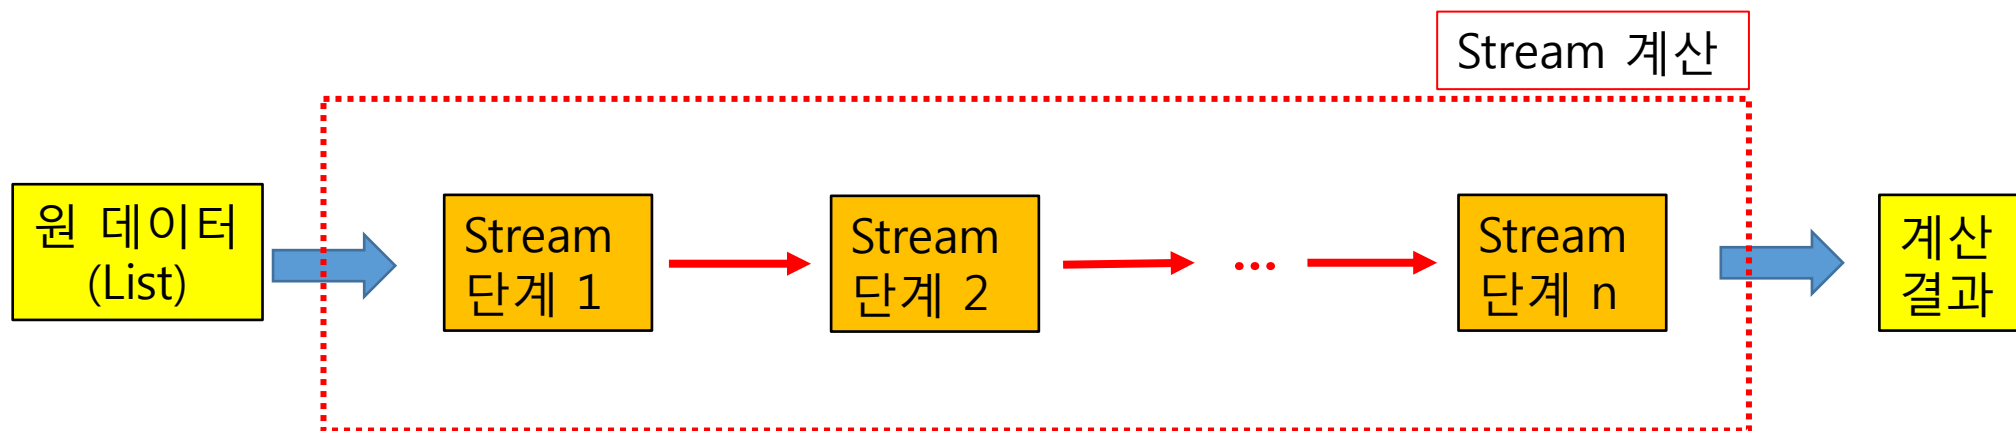 Stream 계산
원 데이터
(List)
Stream
단계 1
Stream
단계 2
...
Stream
단계 n
계산
결과